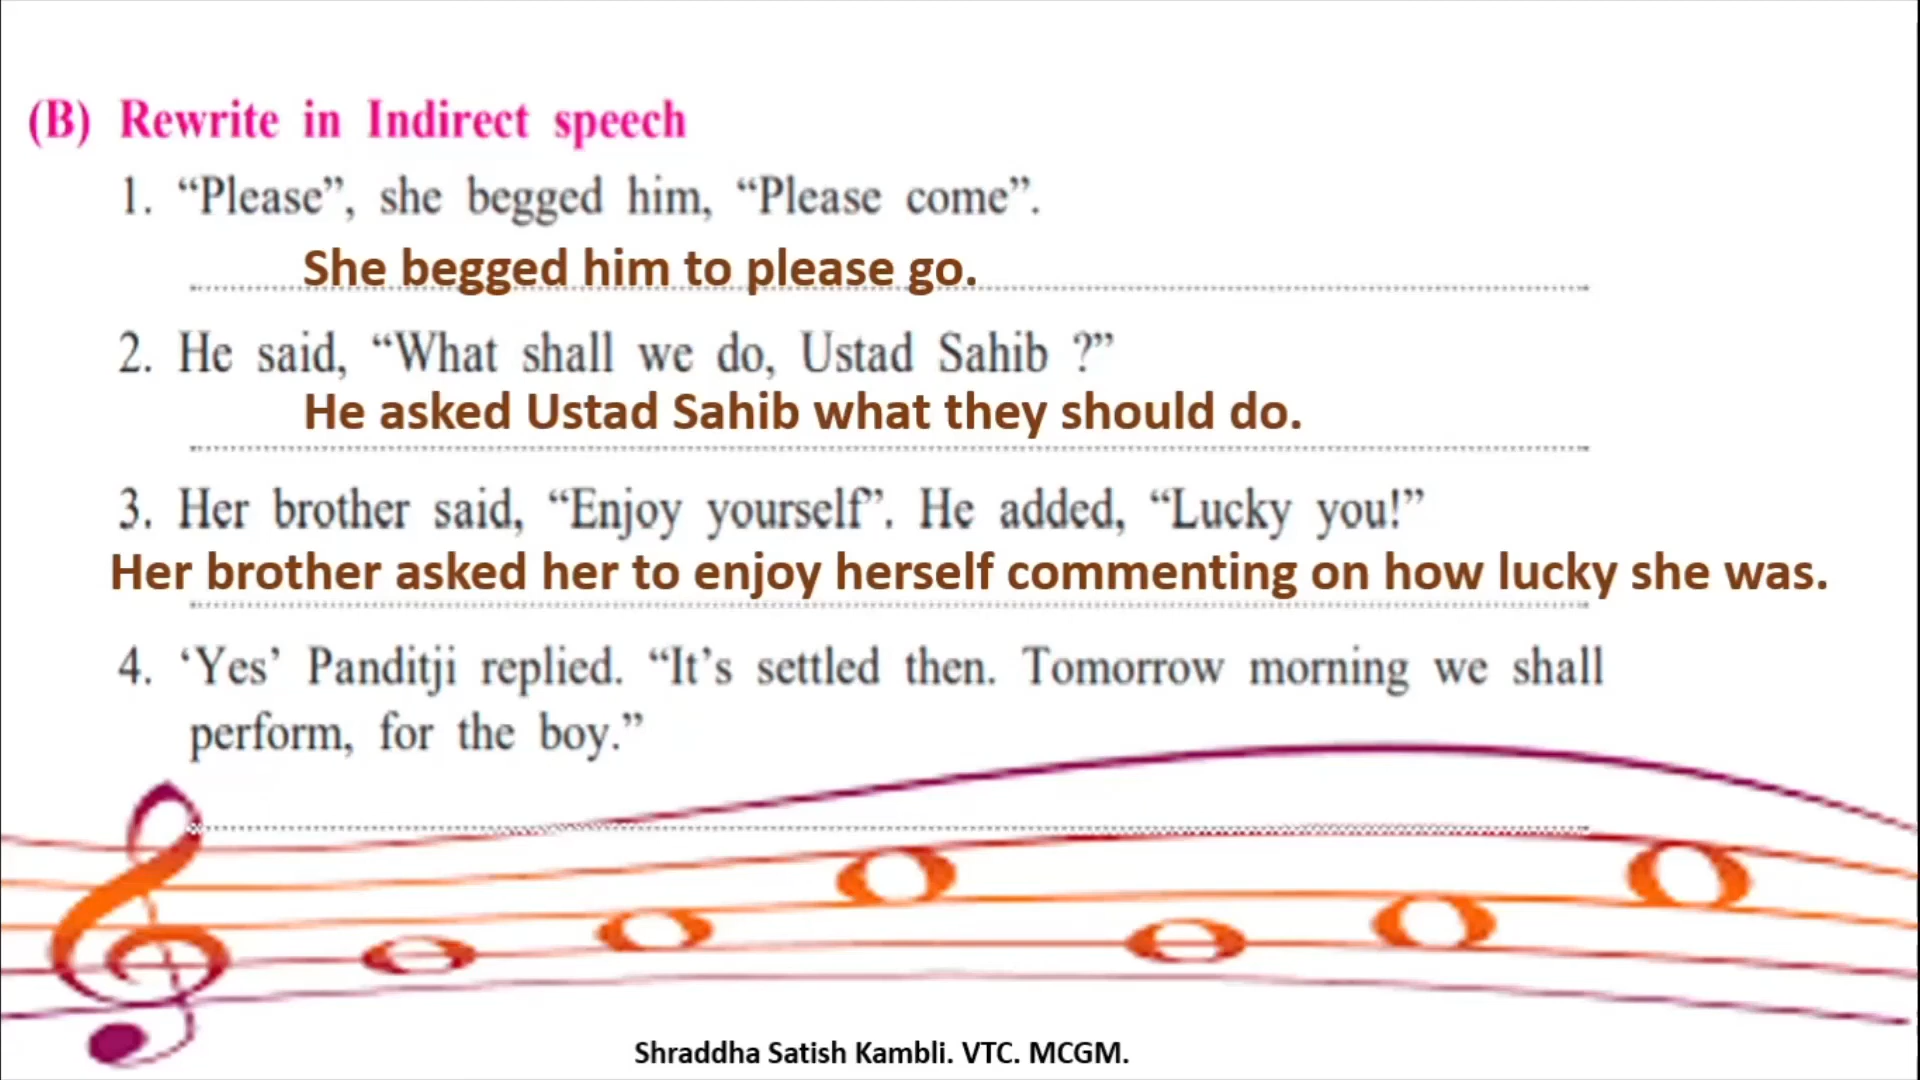 (B) Rewrite in Indirect speech
1. “Please”, she begged him, “Please come”.
She begged him to please go.
2. He said, “What shall we do, Ustad Sahib ?”
He asked Ustad Sahib what they should do.
3. Her brother said, “Enjoy yourself”. He added, “Lucky you!”
Her brother asked her to enjoy herself commenting on how lucky she was.
4. ‘Yes’ Panditji replied. “It’s settled then. Tomorrow morning we shall
perform, for the boy.”
Shraddha Satish Kambli. VTC. MCGM.